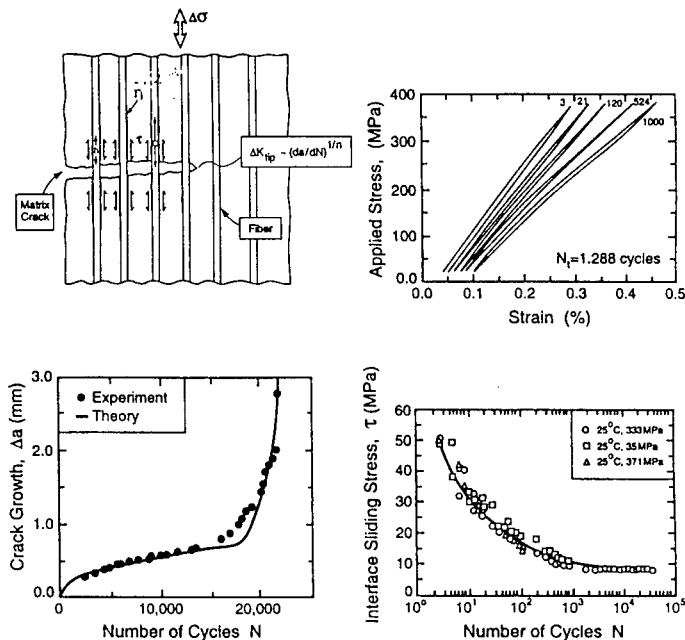 Δσ
τ
ΔK_tip ~ (da/dN)^1/n
Matrix
Crack
Fiber
Applied Stress, (MPa)
400
300
200
100
0.0
3
21
120
524
1000
N_t=1.288 cycles
0.0
0.1
0.2
0.3
0.4
0.5
Strain (%)
Crack Growth, Δa (mm)
3.0
2.0
1.0
0.0
Experiment
Theory
0
10,000
20,000
Number of Cycles N
Interface Sliding Stress, τ (MPa)
60
50
40
30
20
10
0
25°C, 333MPa
25°C, 35MPa
25°C, 371MPa
10^0
10^1
10^2
10^3
10^4
10^5
Number of Cycles N